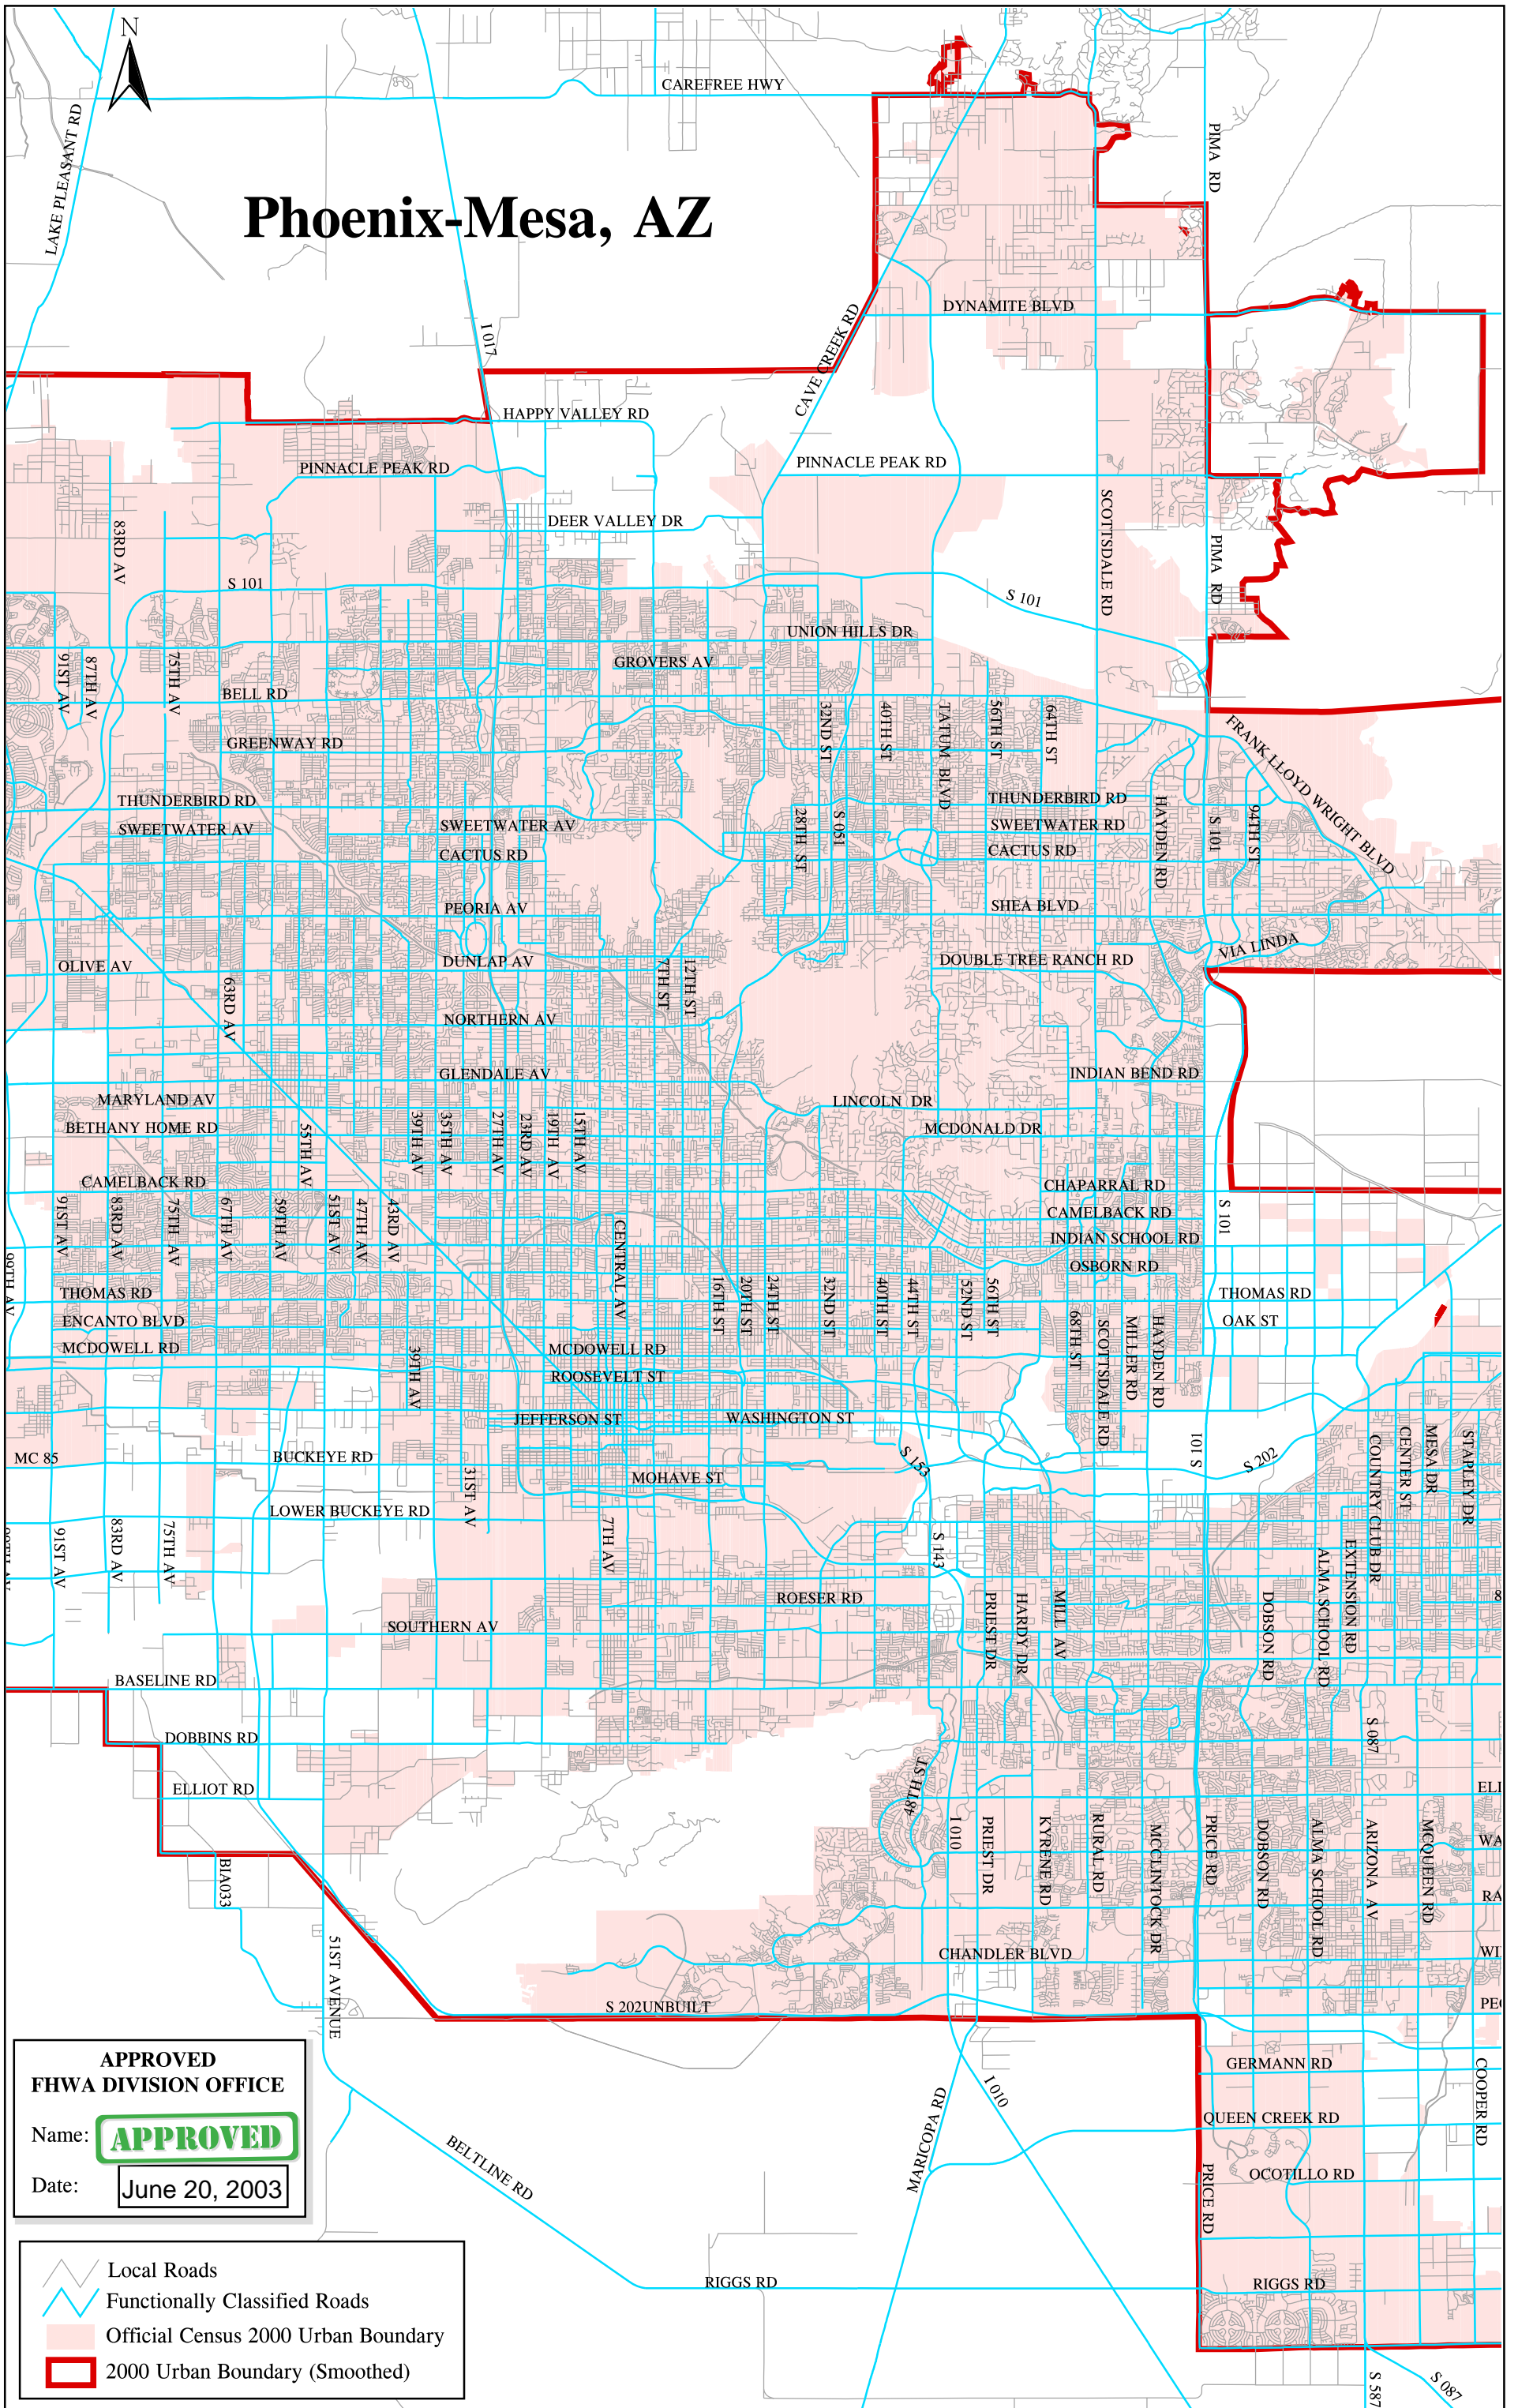 N
CAREFREE HWY
LAKE PLEASANT RD
PIMA RD
Phoenix-Mesa, AZ
DYNAMITE BLVD
I 017
CAVE CREEK RD
HAPPY VALLEY RD
PINNACLE PEAK RD
PINNACLE PEAK RD
SCOTTSDALE RD
DEER VALLEY DR
83RD AV
PIMA RD
S 101
S 101
UNION HILLS DR
GROVERS AV
91ST AV
87TH AV
75TH AV
BELL RD
32ND ST
40TH ST
TATUM BLVD
56TH ST
64TH ST
FRANK LLOYD WRIGHT BLVD
GREENWAY RD
THUNDERBIRD RD
THUNDERBIRD RD
HAYDEN RD
S 101
94TH ST
28TH ST
S 051
SWEETWATER AV
SWEETWATER AV
SWEETWATER RD
CACTUS RD
CACTUS RD
PEORIA AV
SHEA BLVD
VIA LINDA
OLIVE AV
DUNLAP AV
DOUBLE TREE RANCH RD
7TH ST
12TH ST
63RD AV
NORTHERN AV
GLENDALE AV
INDIAN BEND RD
MARYLAND AV
LINCOLN DR
BETHANY HOME RD
MCDONALD DR
55TH AV
39TH AV
35TH AV
27TH AV
23RD AV
19TH AV
15TH AV
CAMELBACK RD
CHAPARRAL RD
91ST AV
83RD AV
75TH AV
67TH AV
59TH AV
51ST AV
47TH AV
43RD AV
CENTRAL AV
CAMELBACK RD
S 101
INDIAN SCHOOL RD
OSBORN RD
99TH AV
THOMAS RD
16TH ST
20TH ST
24TH ST
32ND ST
40TH ST
44TH ST
52ND ST
56TH ST
THOMAS RD
ENCANTO BLVD
OAK ST
68TH ST
SCOTTSDALE RD
MILLER RD
HAYDEN RD
MCDOWELL RD
MCDOWELL RD
39TH AV
ROOSEVELT ST
JEFFERSON ST
WASHINGTON ST
MC 85
BUCKEYE RD
S 153
S 101
S 202
COUNTRY CLUB DR
CENTER ST
MESA DR
STAPLEY DR
31ST AV
MOHAVE ST
LOWER BUCKEYE RD
91ST AV
83RD AV
75TH AV
7TH AV
S 143
ALMA SCHOOL RD
EXTENSION RD
ROESER RD
PRIEST DR
HARDY DR
MILL AV
DOBSON RD
8
SOUTHERN AV
BASELINE RD
DOBBINS RD
S 087
ELLIOT RD
48TH ST
ELL
I 010
PRIEST DR
KYRENE RD
RURAL RD
MCCLINTOCK DR
PRICE RD
DOBSON RD
ALMA SCHOOL RD
ARIZONA AV
MCQUEEN RD
WA
BIA033
RA
51ST AVENUE
CHANDLER BLVD
WI
S 202UNBUILT
PE
APPROVED
FHWA DIVISION OFFICE
Name: APPROVED
Date: June 20, 2003
GERMANN RD
COOPER RD
I 010
MARICOPA RD
QUEEN CREEK RD
BELTLINE RD
PRICE RD
OCOTILLO RD
RIGGS RD
RIGGS RD
Local Roads
Functionally Classified Roads
Official Census 2000 Urban Boundary
2000 Urban Boundary (Smoothed)
S 587
S 087